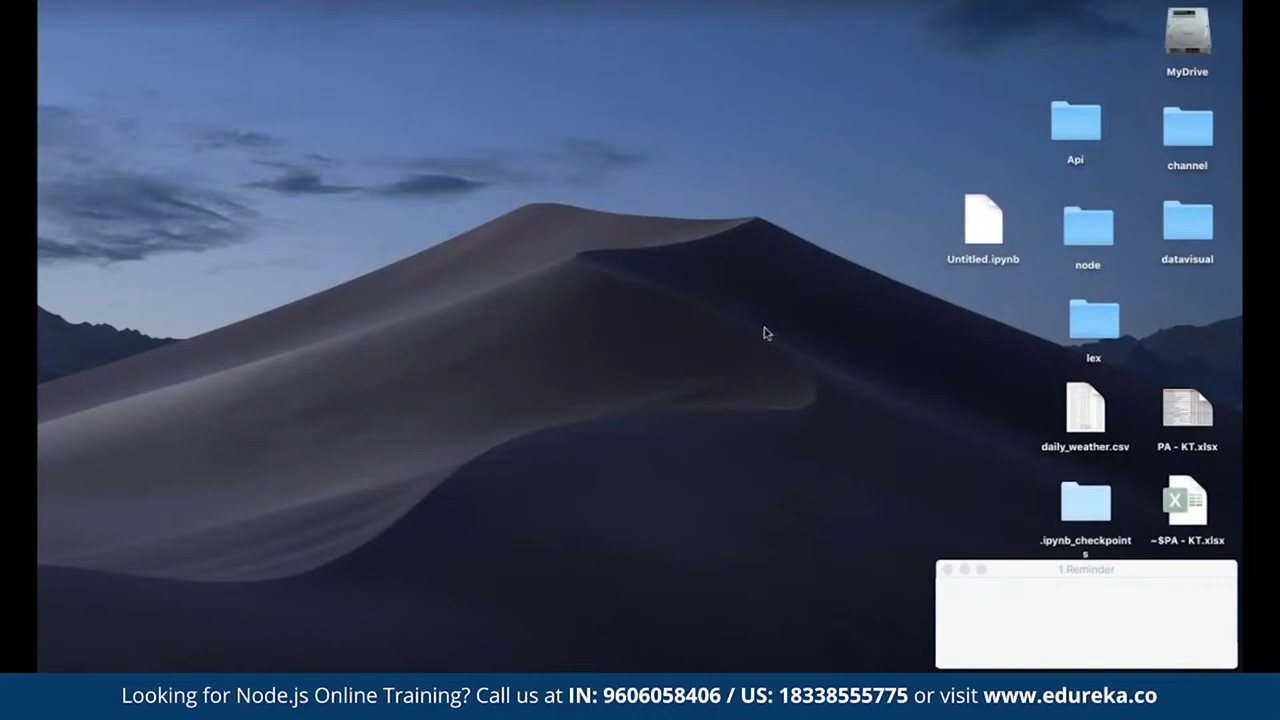 MyDrive
Api
channel
Untitled.ipynb
node
datavisual
lex
daily_weather.csv
PA - KT.xlsx
.ipynb_checkpoint
s
~$PA - KT.xlsx
1 Reminder
Looking for Node.js Online Training? Call us at IN: 9606058406 / US: 18338555775 or visit www.edureka.co